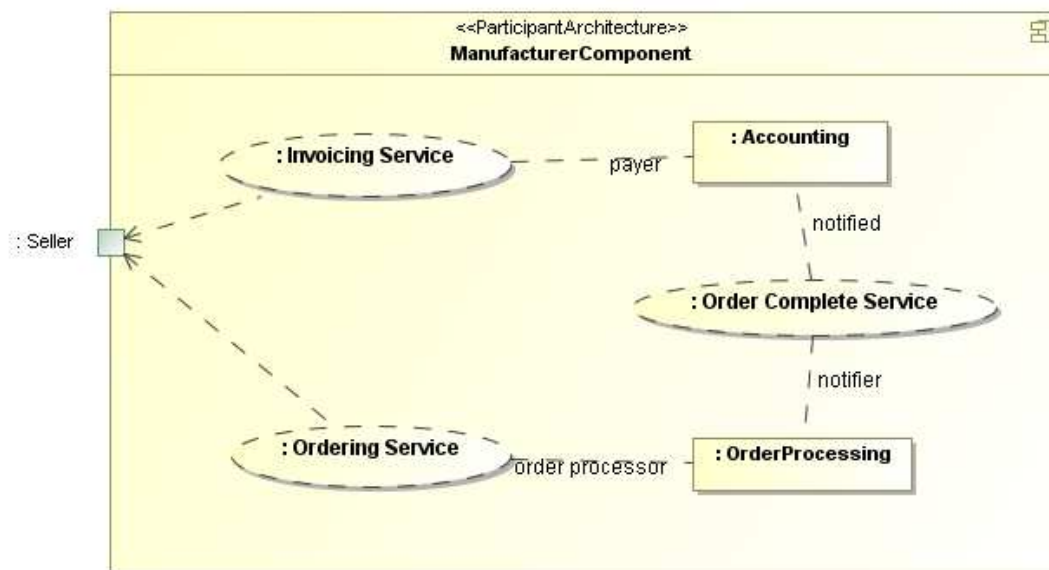 <<ParticipantArchitecture>>
ManufacturerComponent
: Invoicing Service
payer
: Accounting
notified
: Seller
: Order Complete Service
notifier
: Ordering Service
order processor
: OrderProcessing